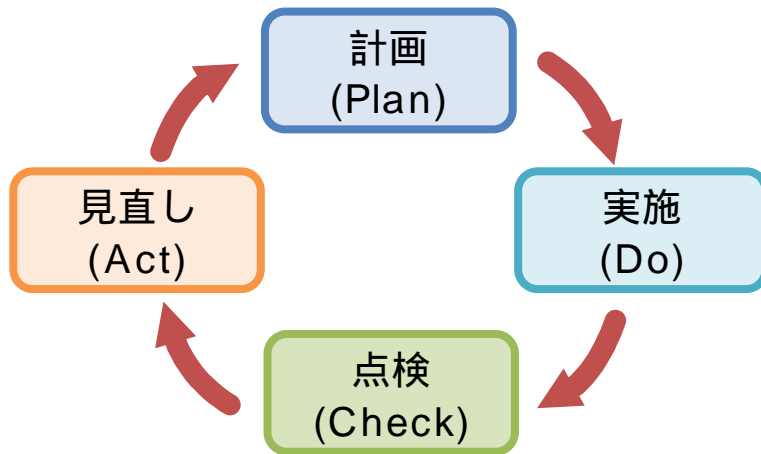 計画
(Plan)
実施
(Do)
点検
(Check)
見直し
(Act)